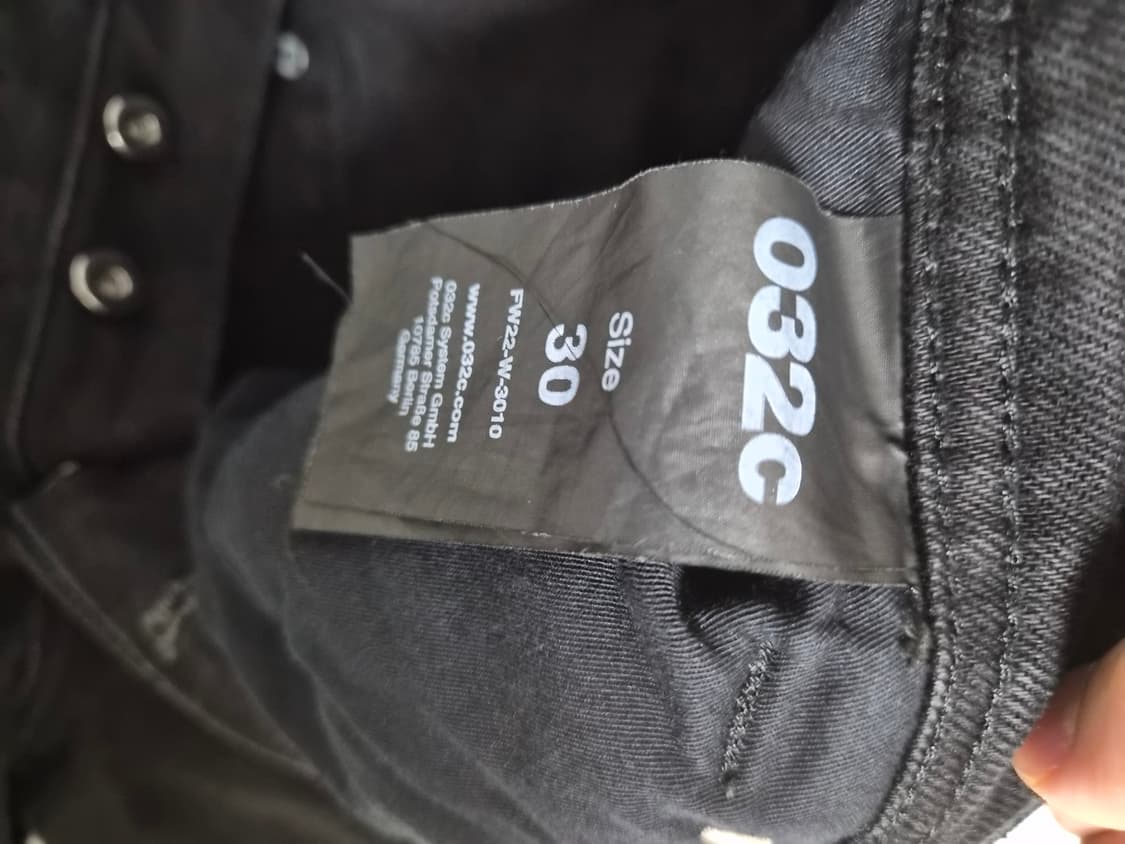 032c
Size
30
FW22-W-3010
www.032c.com
032c System GmbH
Potsdamer Straße 85
10785 Berlin
Germany